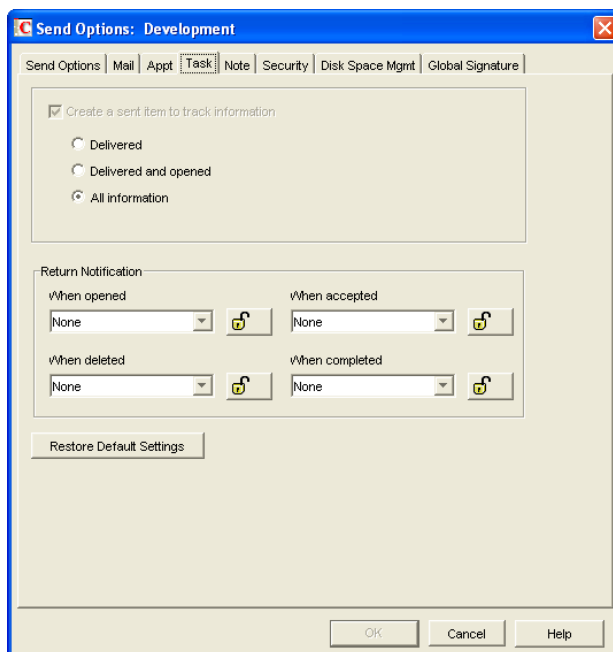 Send Options: Development
Send Options Mail Appt Task Note Security Disk Space Mgmt Global Signature
Create a sent item to track information
Delivered
Delivered and opened
All information
Return Notification
When opened When accepted
None None
When deleted When completed
None None
Restore Default Settings
OK Cancel Help